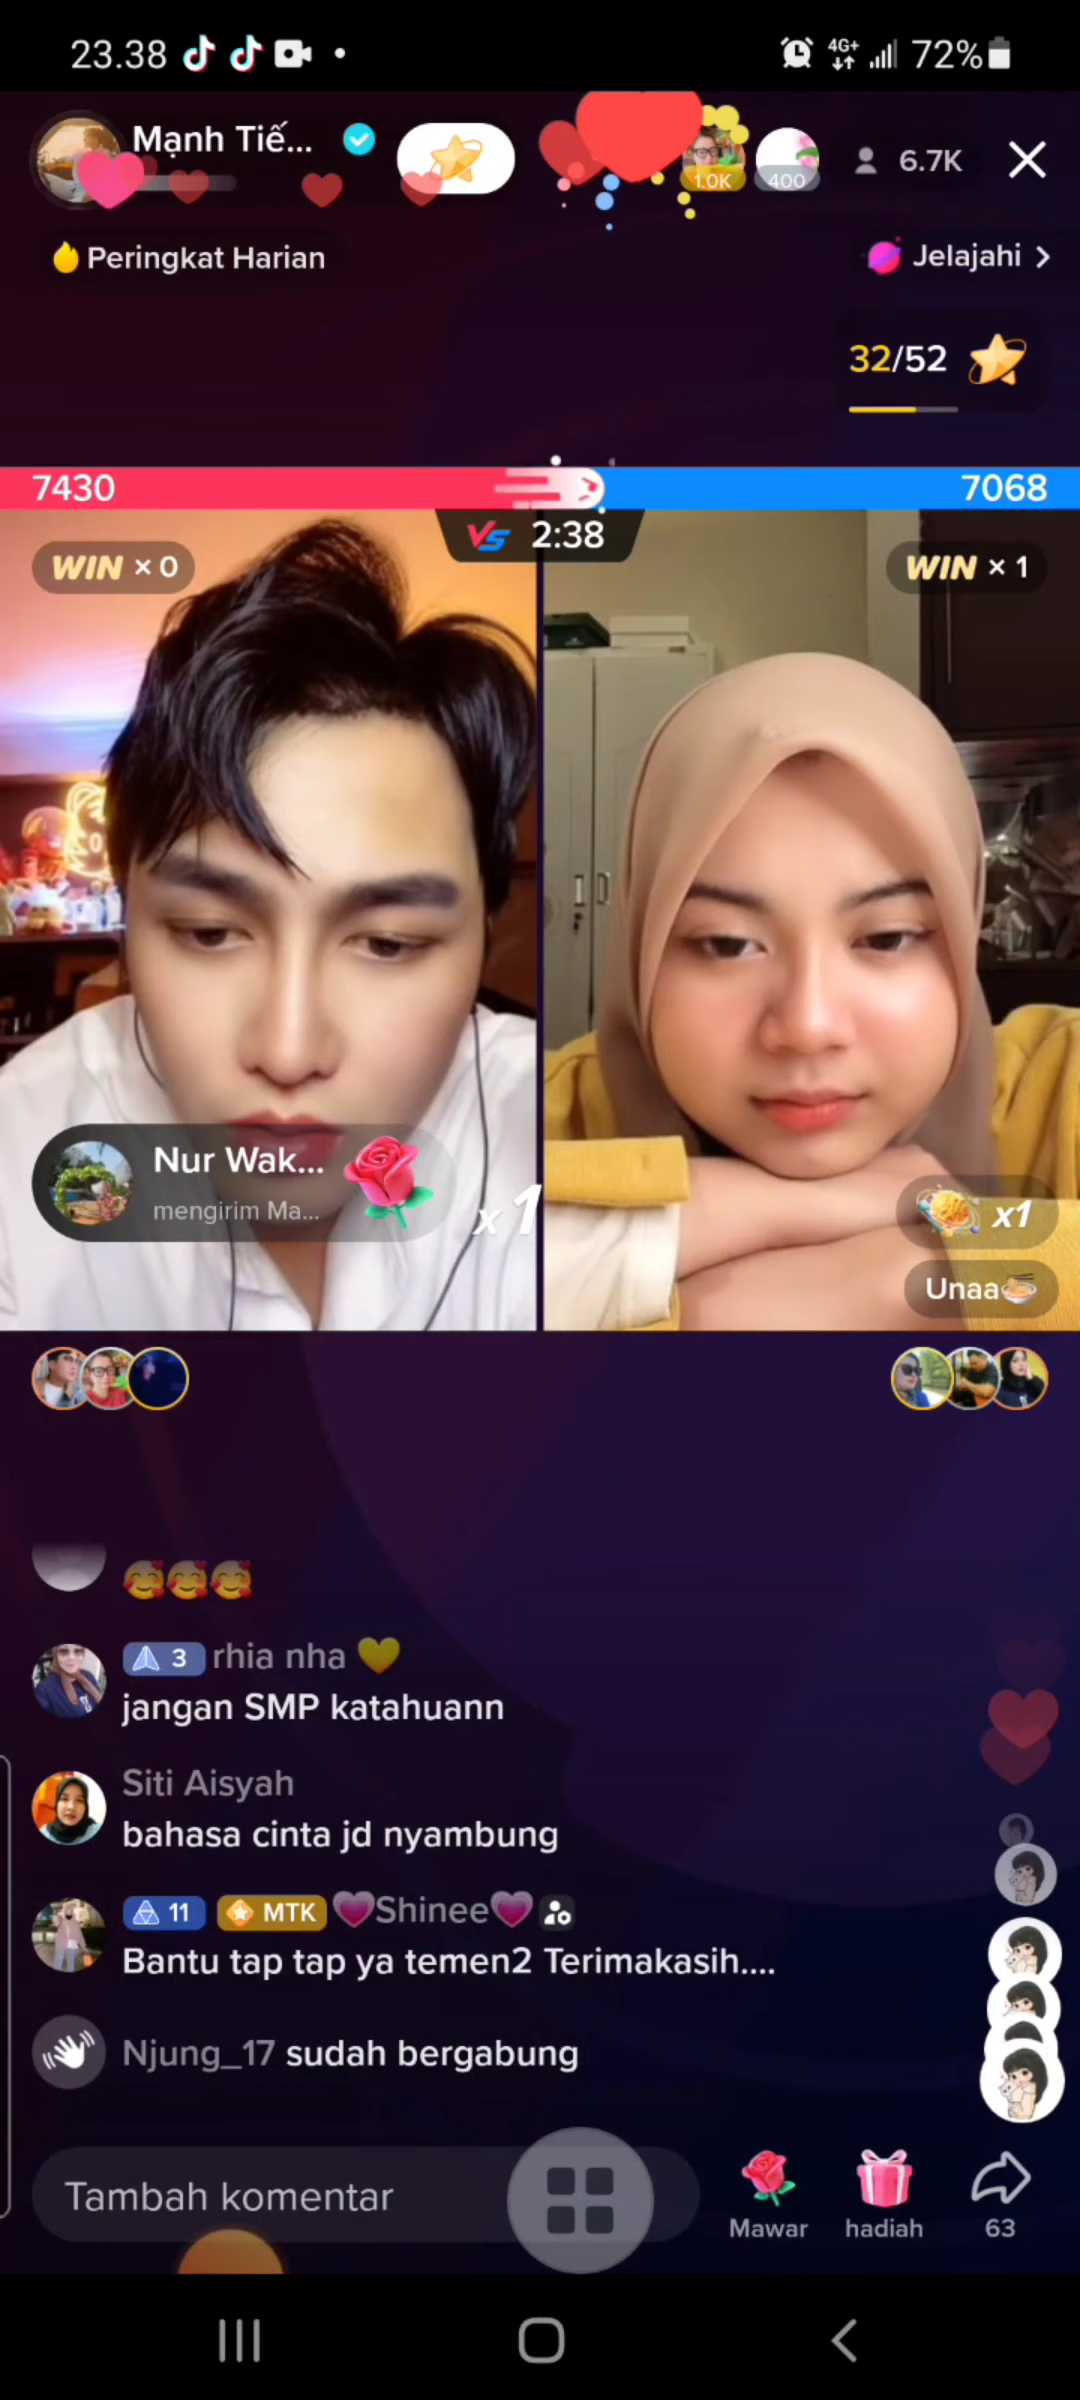 23.38
4G+ 72%
Mạnh Tiế...
1.0K
400
6.7K
Peringkat Harian
Jelajahi >
32/52
7430
7068
VS 2:38
WIN × 0
WIN × 1
Nur Wak...
mengirim Ma...
x1
x1
Unaa
3 rhia nha
jangan SMP katahuann
Siti Aisyah
bahasa cinta jd nyambung
11 MTK Shinee
Bantu tap tap ya temen2 Terimakasih....
Njung_17 sudah bergabung
Tambah komentar
Mawar
hadiah
63